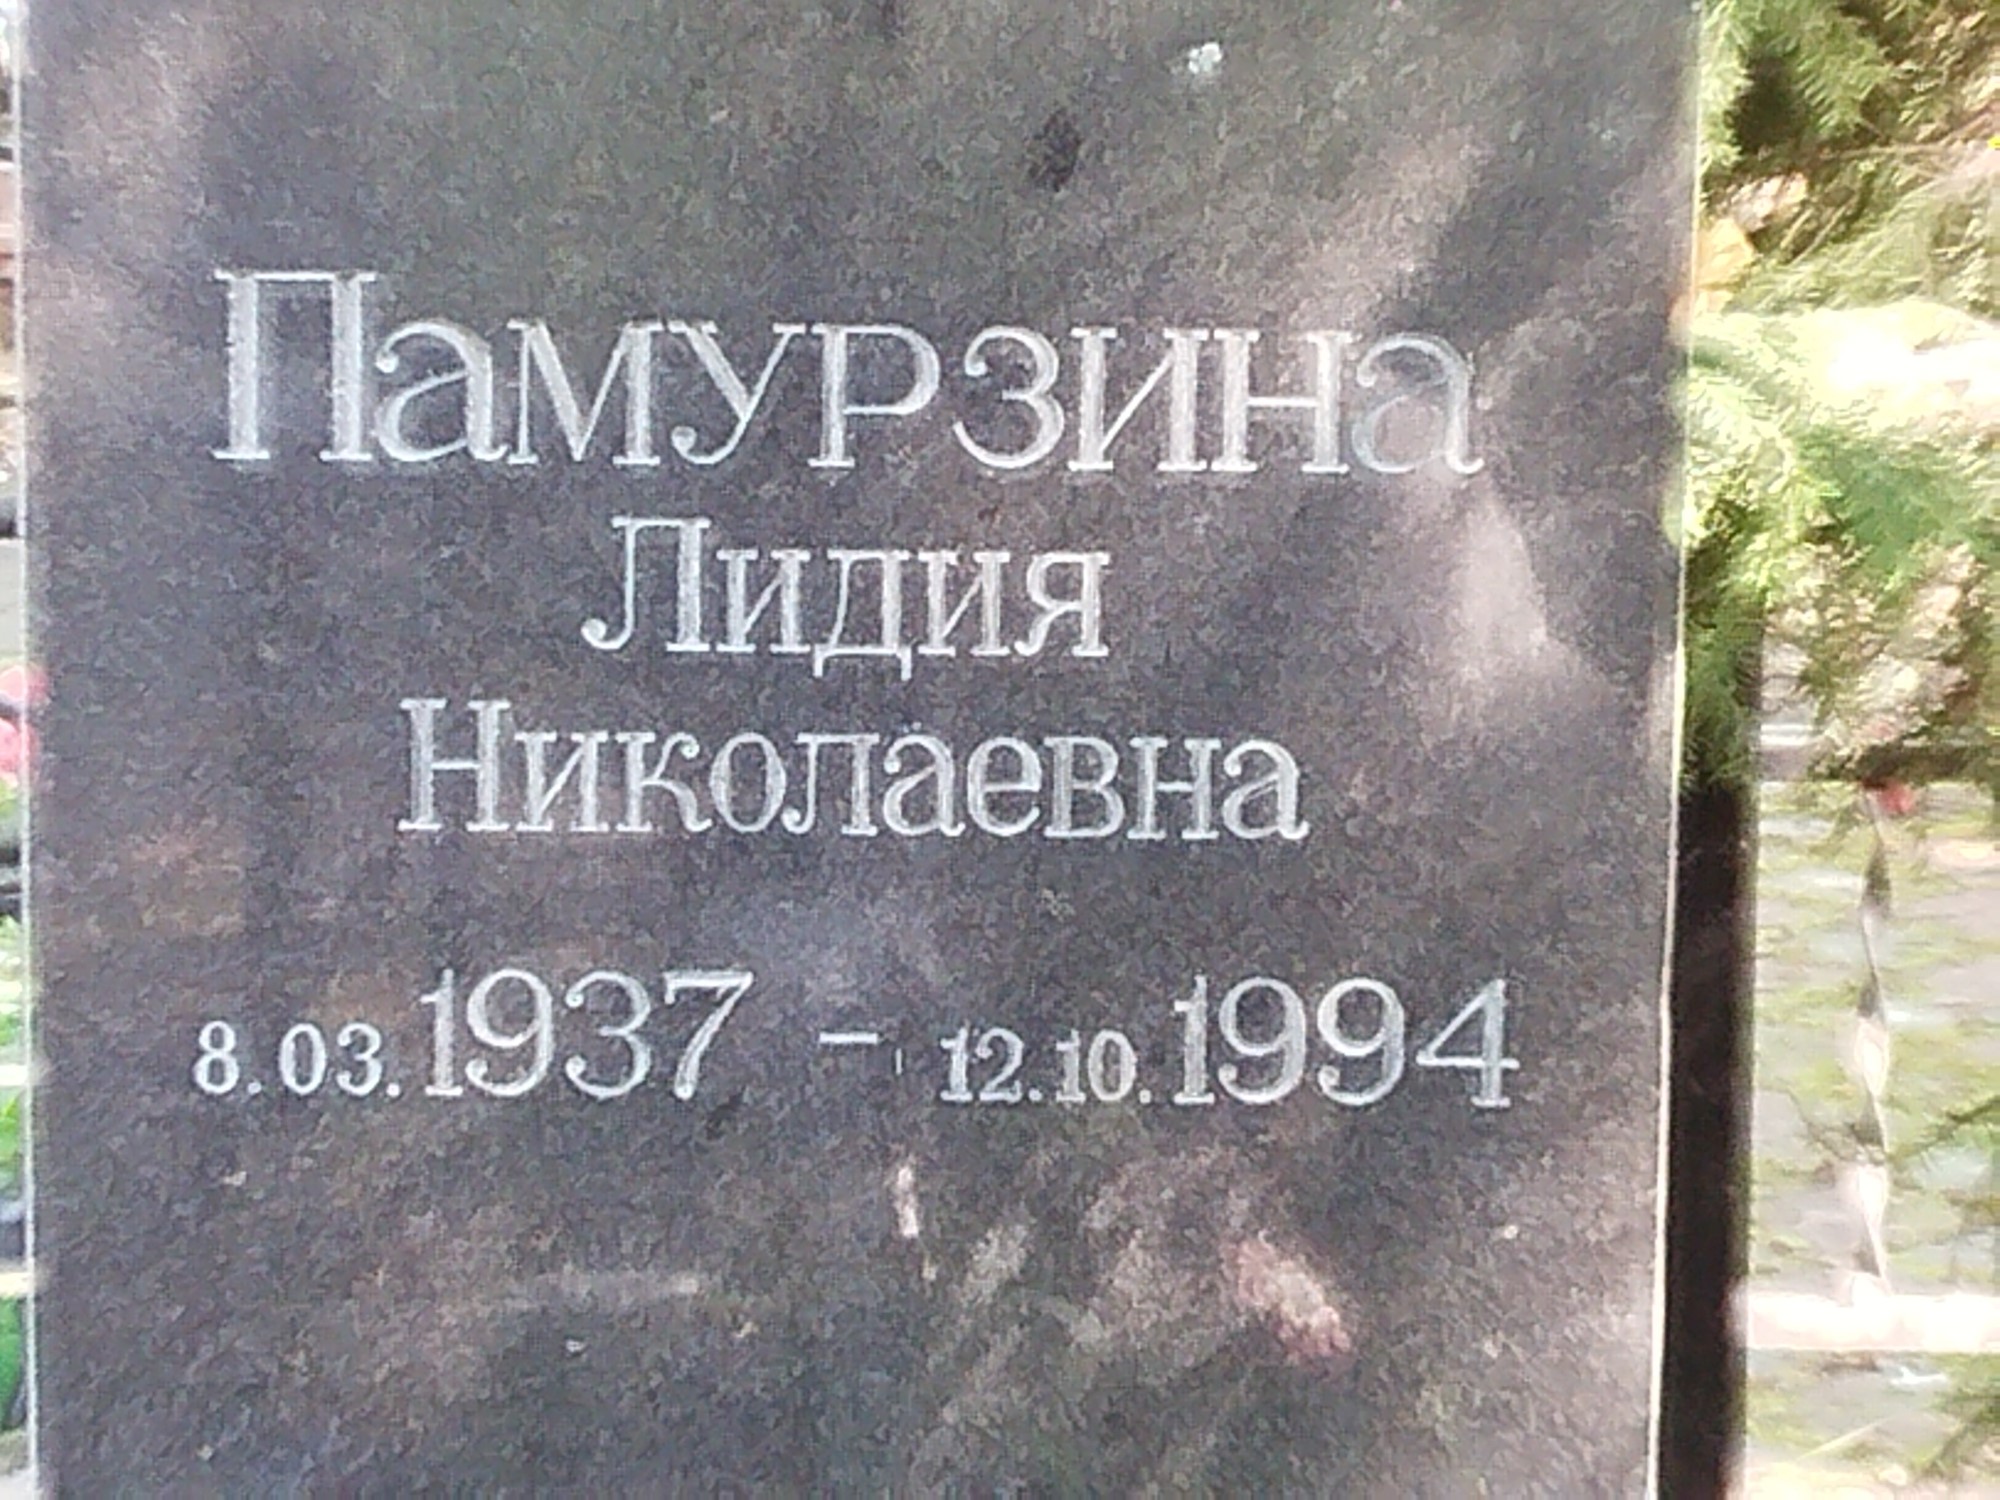 Памурзина
Лидия
Николаевна
8.03.1937 - 12.10.1994